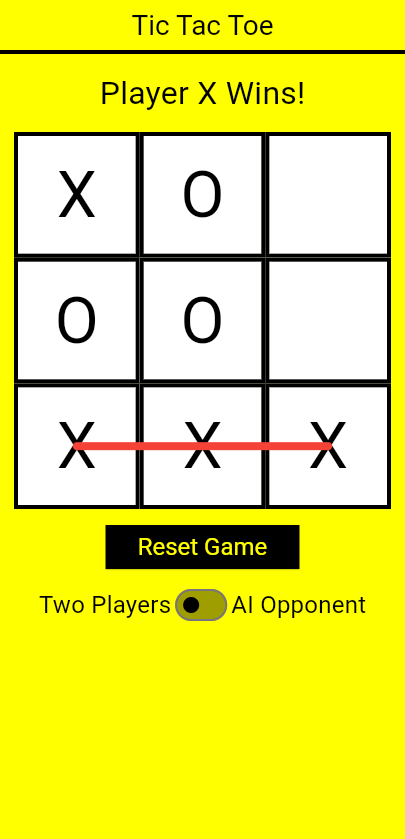 Tic Tac Toe
Player X Wins!
X O
O O
X X X
Reset Game
Two Players AI Opponent